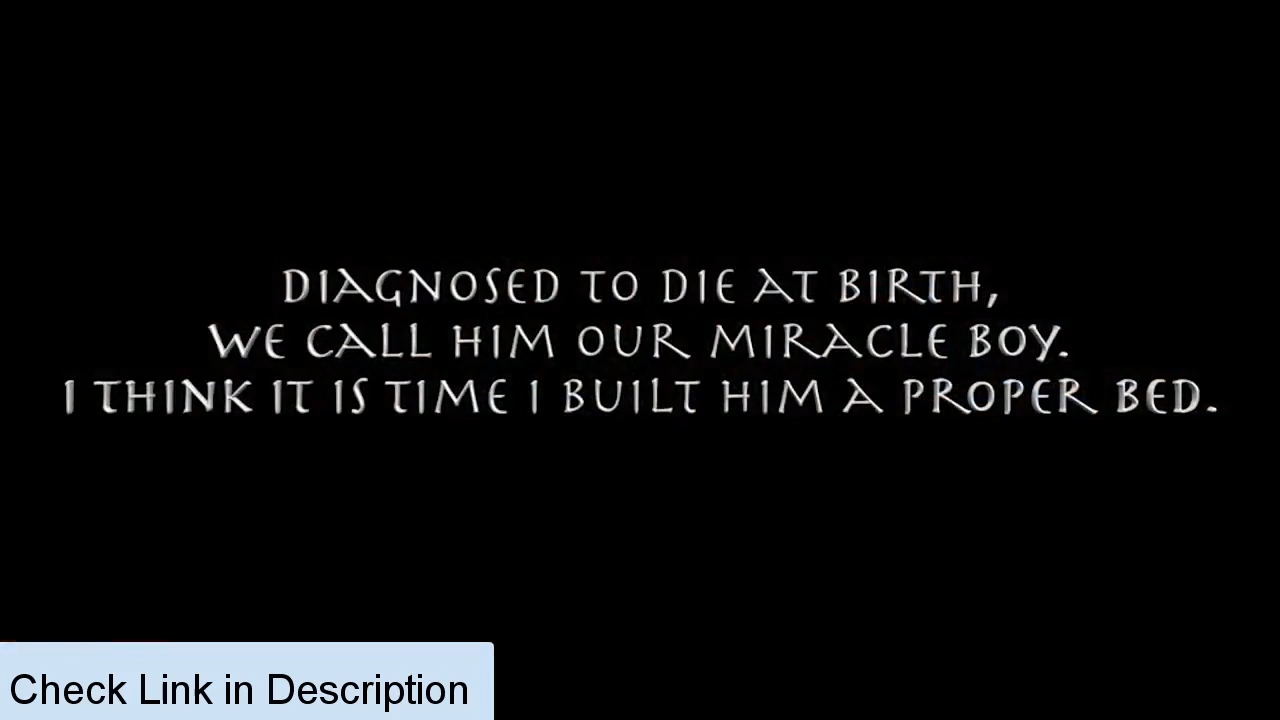 DIAGNOSED TO DIE AT BIRTH,
WE CALL HIM OUR MIRACLE BOY.
I THINK IT IS TIME I BUILT HIM A PROPER BED.
Check Link in Description